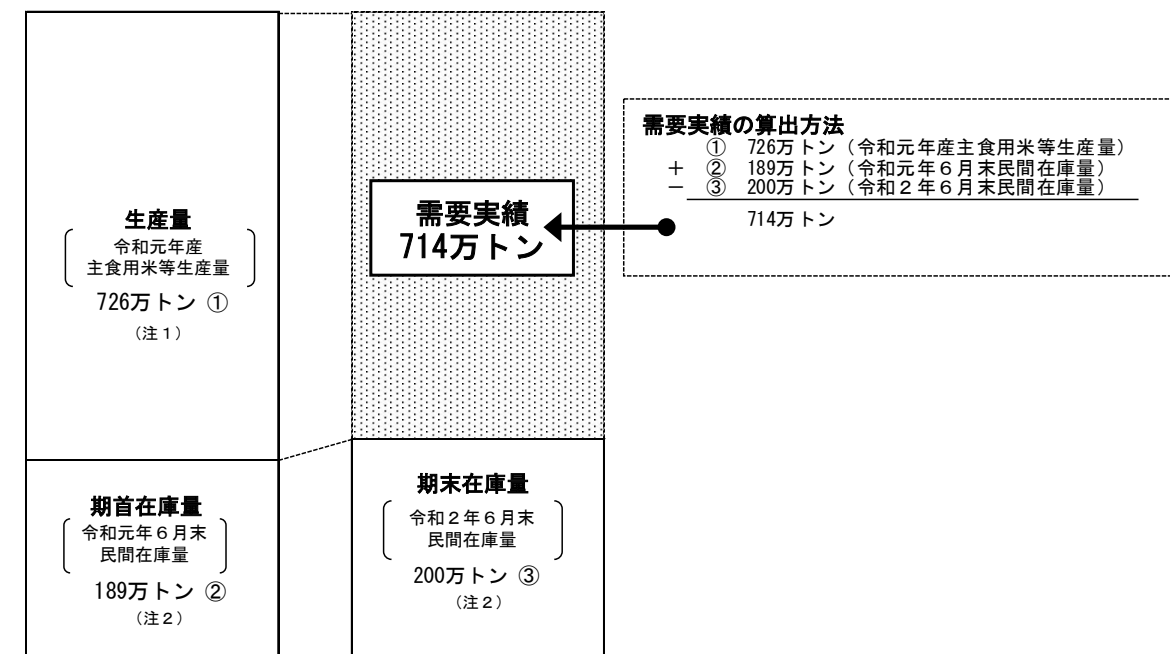 生産量
令和元年産
主食用米等生産量
726万トン ①
（注１）
期首在庫量
令和元年６月末
民間在庫量
189万トン ②
（注２）
需要実績
714万トン
期末在庫量
令和２年６月末
民間在庫量
200万トン ③
（注２）
需要実績の算出方法
① 726万トン（令和元年産主食用米等生産量）
＋ ② 189万トン（令和元年６月末民間在庫量）
－ ③ 200万トン（令和２年６月末民間在庫量）
714万トン